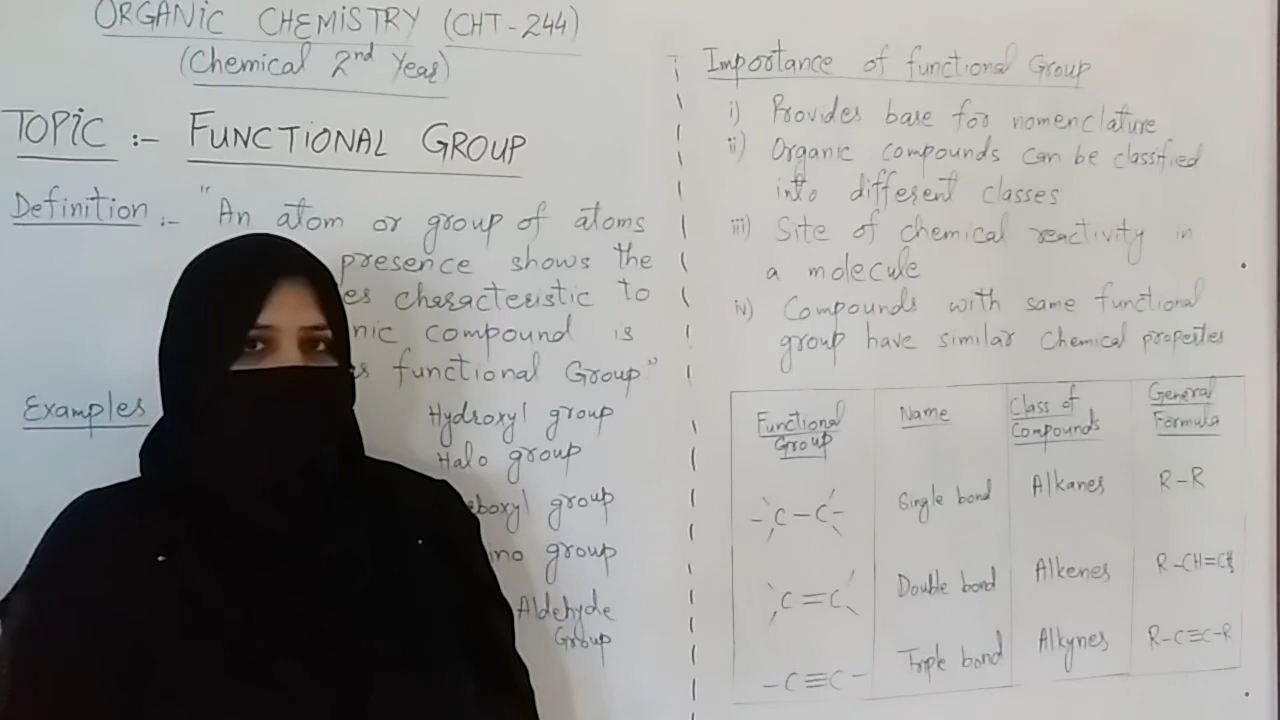 ORGANIC CHEMISTRY (CHT-244)
(Chemical 2nd Year)
TOPIC :- FUNCTIONAL GROUP
Definition :- "An atom or group of atoms
presence shows the
es characteristic to
nic compound is
s functional Group"
Examples
Hydroxyl group
Halo group
boxyl group
ino group
Aldehyde
Group
Importance of functional Group
i) Provides base for nomenclature
ii) Organic compounds can be classified
into different classes
iii) Site of chemical reactivity in
a molecule
iv) Compounds with same functional
group have similar chemical properties
Functional Group Name Class of Compounds General Formula
-C-C- Single bond Alkanes R-R
C=C Double bond Alkenes R-CH=CH
-C≡C- Triple bond Alkynes R-C≡C-R